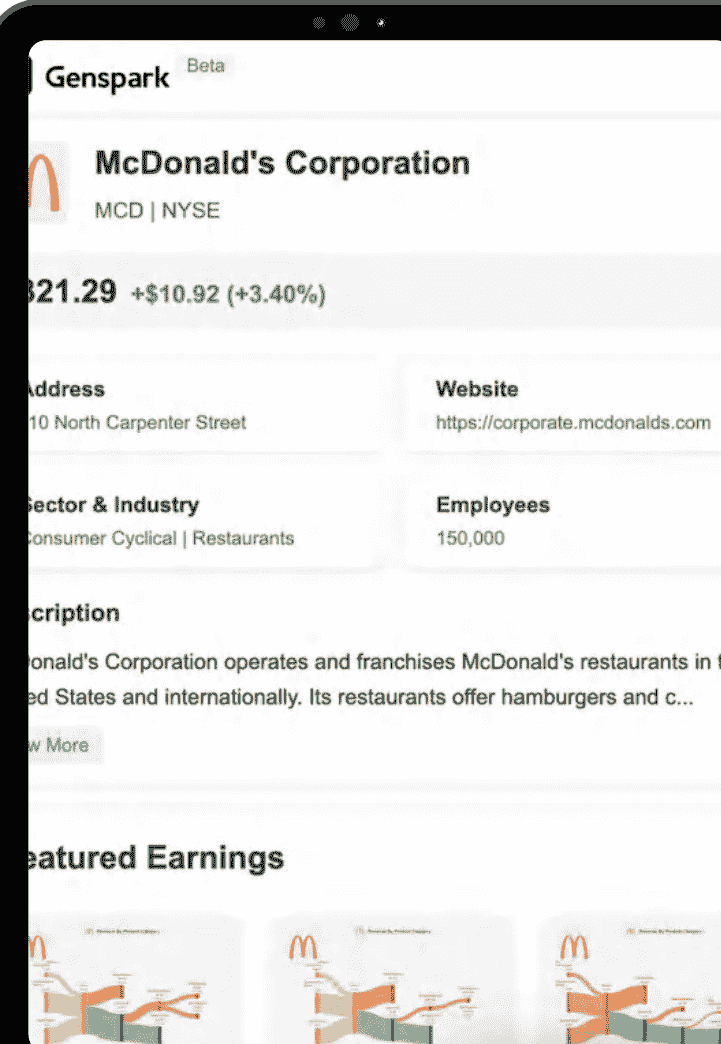 Genspark Beta
McDonald's Corporation
MCD | NYSE
321.29 +$10.92 (+3.40%)
Address
10 North Carpenter Street
Website
https://corporate.mcdonalds.com
Sector & Industry
Consumer Cyclical | Restaurants
Employees
150,000
scription
onald's Corporation operates and franchises McDonald's restaurants in t
ed States and internationally. Its restaurants offer hamburgers and c...
w More
eatured Earnings